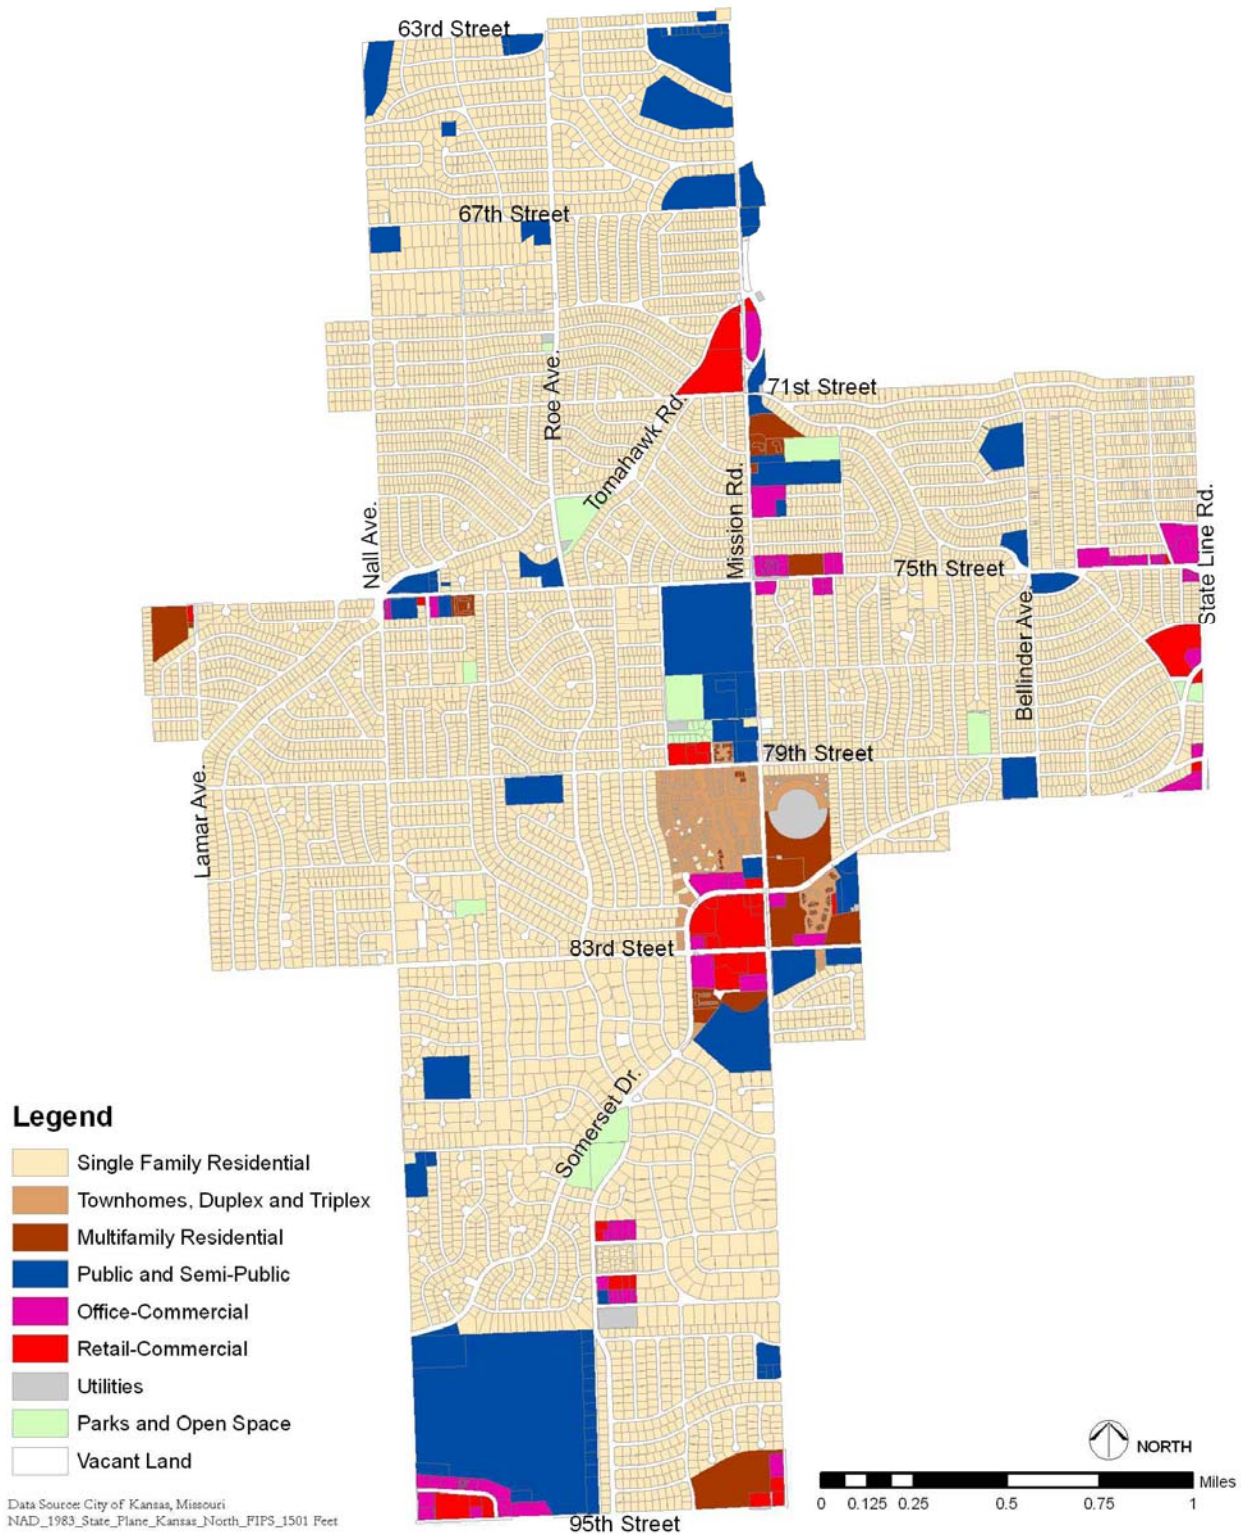 63rd Street
67th Street
71st Street
Roe Ave.
Tomahawk Rd.
Mission Rd.
Nall Ave.
State Line Rd.
75th Street
Bellinder Ave.
79th Street
Lamar Ave.
83rd Steet
Somerset Dr.
Legend
Single Family Residential
Townhomes, Duplex and Triplex
Multifamily Residential
Public and Semi-Public
Office-Commercial
Retail-Commercial
Utilities
Parks and Open Space
Vacant Land
NORTH
Miles
0 0.125 0.25 0.5 0.75 1
Data Source: City of Kansas, Missouri
NAD_1983_State_Plane_Kansas_North_FIPS_1501 Feet
95th Street